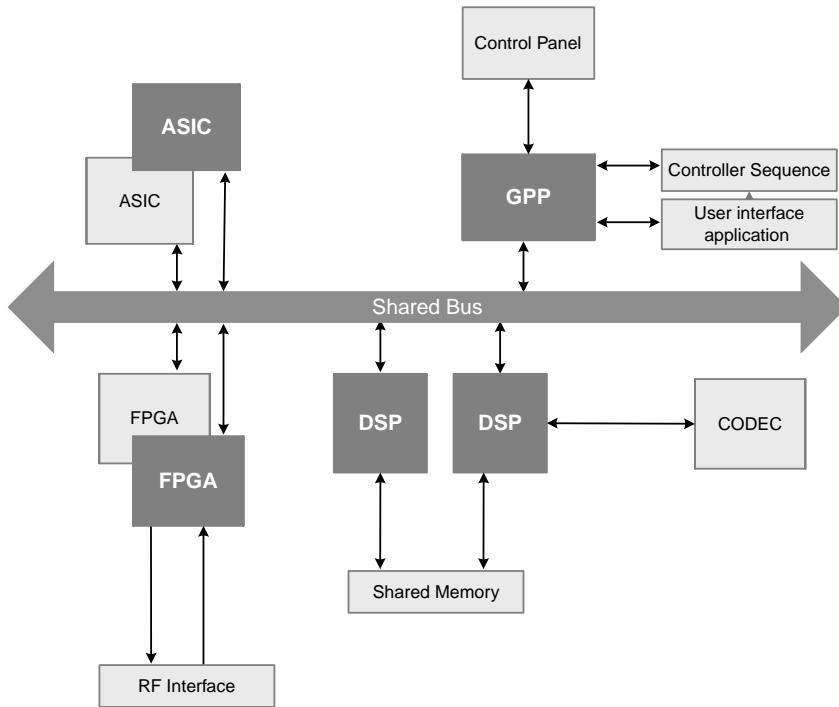 Control Panel
ASIC
ASIC
GPP
Controller Sequence
User interface
application
Shared Bus
FPGA
FPGA
DSP
DSP
CODEC
Shared Memory
RF Interface